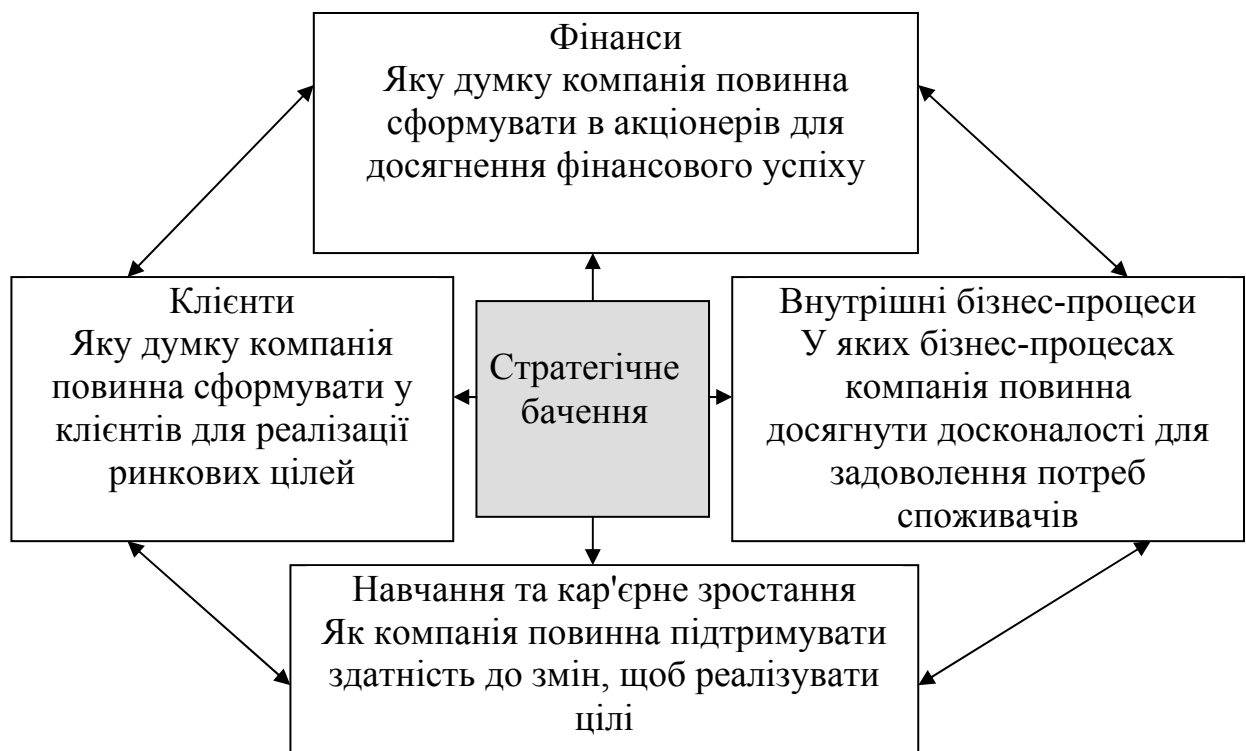 Фінанси
Яку думку компанія повинна
сформувати в акціонерів для
досягнення фінансового успіху
Клієнти
Яку думку компанія
повинна сформувати у
клієнтів для реалізації
ринкових цілей
Стратегічне
бачення
Внутрішні бізнес-процеси
У яких бізнес-процесах
компанія повинна
досягнути досконалості для
задоволення потреб
споживачів
Навчання та кар'єрне зростання
Як компанія повинна підтримувати
здатність до змін, щоб реалізувати
цілі